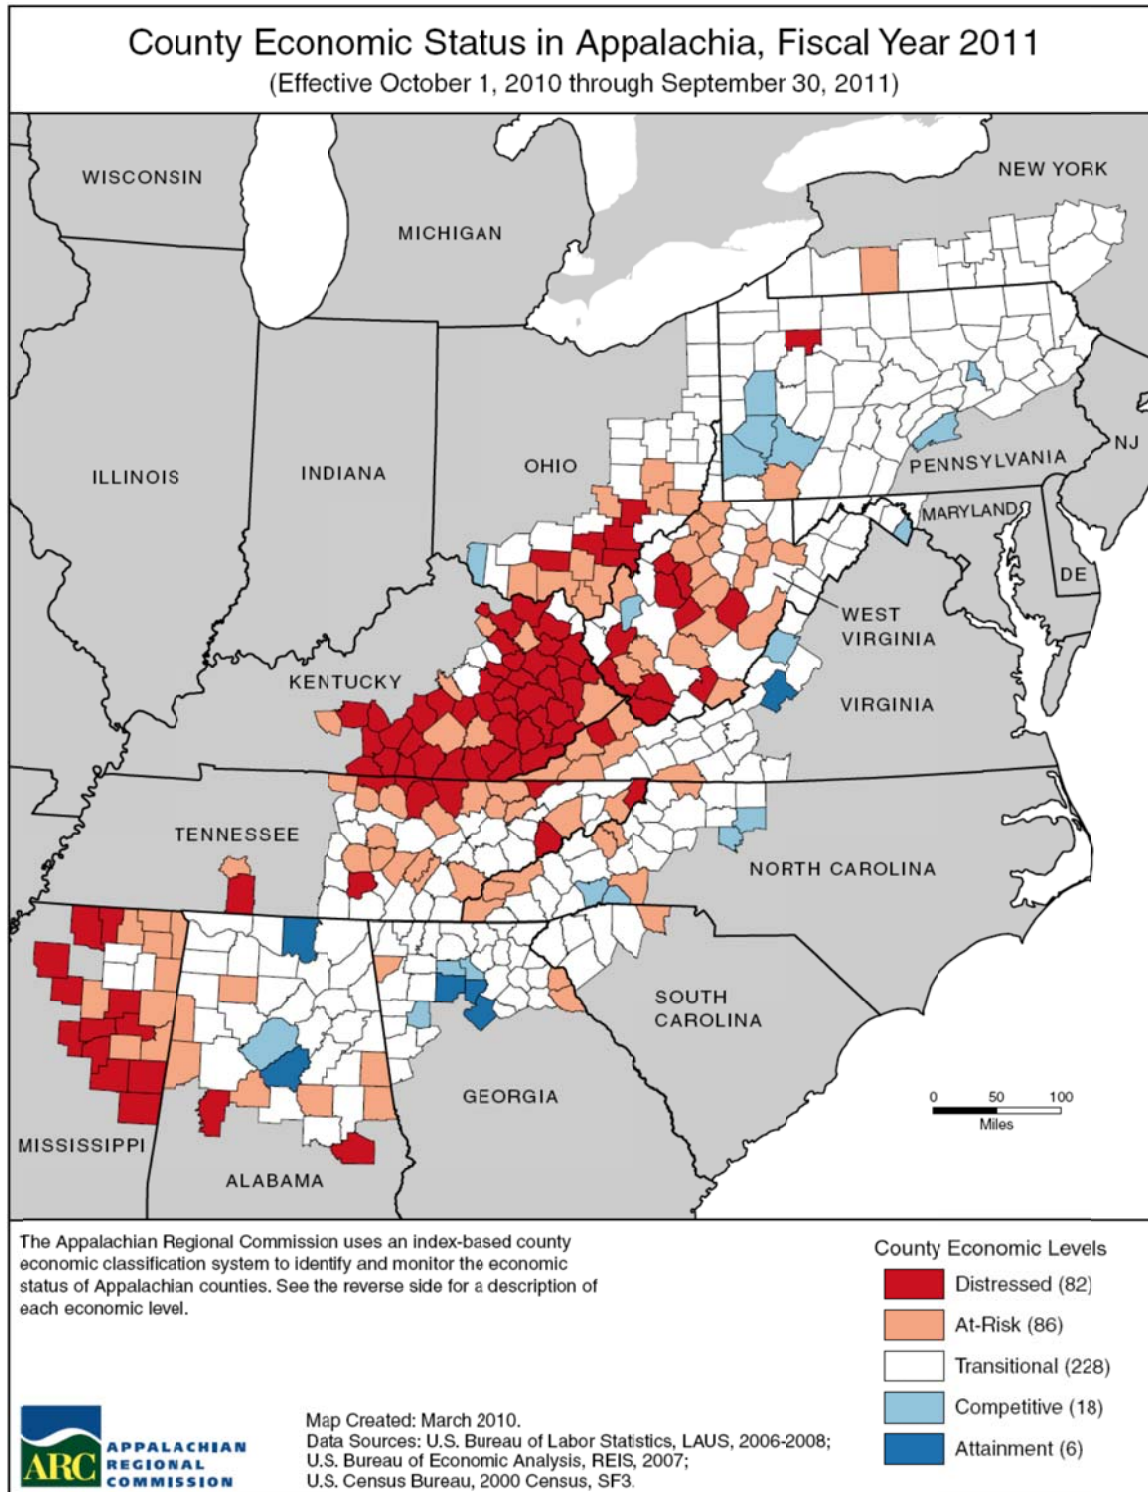 County Economic Status in Appalachia, Fiscal Year 2011
(Effective October 1, 2010 through September 30, 2011)
WISCONSIN
MICHIGAN
NEW YORK
ILLINOIS
INDIANA
OHIO
PENNSYLVANIA
NJ
MARYLAND
DE
WEST
VIRGINIA
KENTUCKY
VIRGINIA
TENNESSEE
NORTH CAROLINA
SOUTH
CAROLINA
GEORGIA
MISSISSIPPI
ALABAMA
0 50 100
Miles
The Appalachian Regional Commission uses an index-based county
economic classification system to identify and monitor the economic
status of Appalachian counties. See the reverse side for a description of
each economic level.
County Economic Levels
Distressed (82)
At-Risk (86)
Transitional (228)
Competitive (18)
Attainment (6)
ARC
APPALACHIAN
REGIONAL
COMMISSION
Map Created: March 2010.
Data Sources: U.S. Bureau of Labor Statistics, LAUS, 2006-2008;
U.S. Bureau of Economic Analysis, REIS, 2007;
U.S. Census Bureau, 2000 Census, SF3.